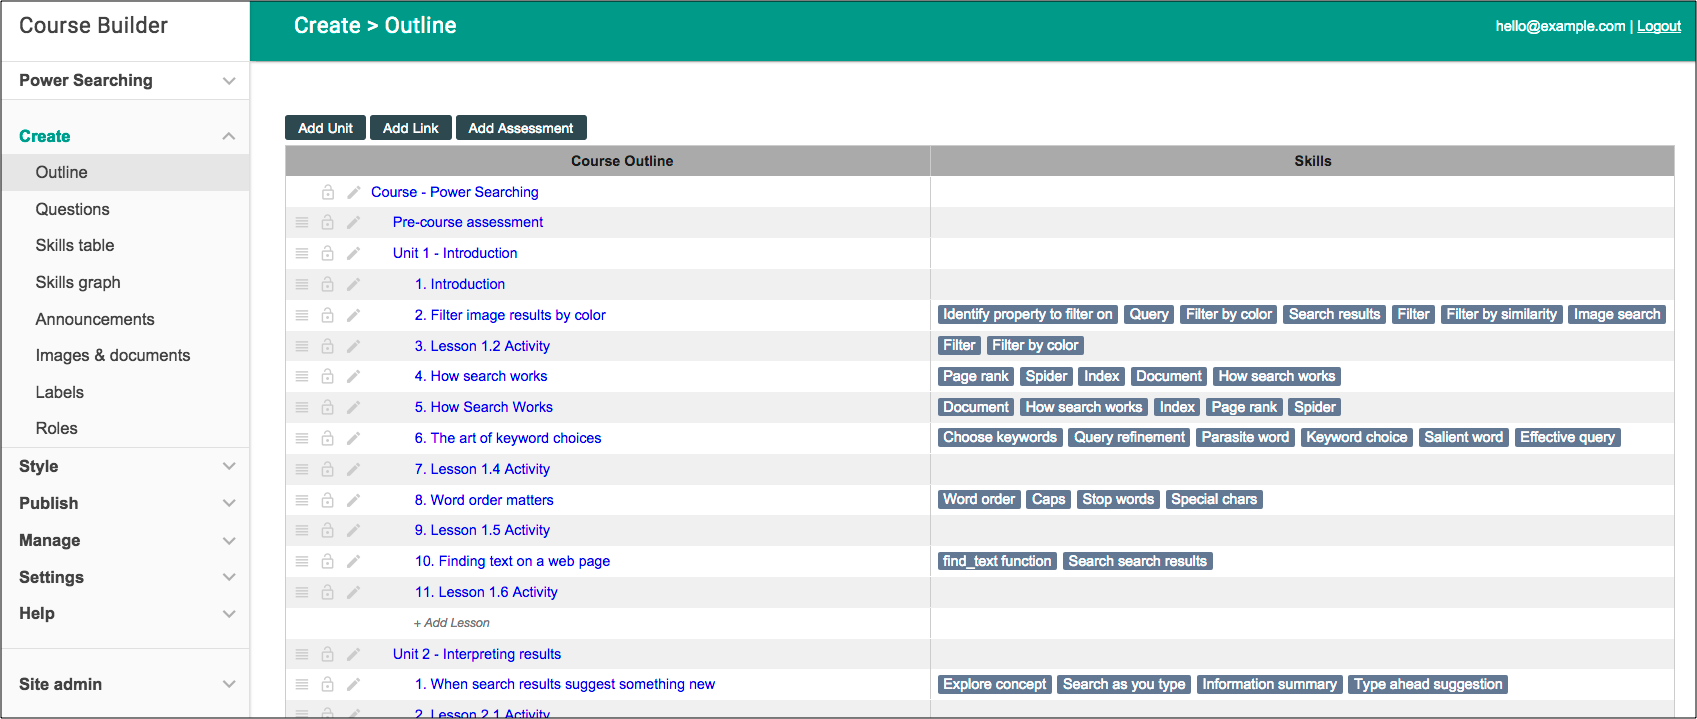 Course Builder
Create > Outline
hello@example.com | Logout
Power Searching
Create
Outline
Questions
Skills table
Skills graph
Announcements
Images & documents
Labels
Roles
Style
Publish
Manage
Settings
Help
Site admin
Add Unit Add Link Add Assessment
Course Outline Skills
Course - Power Searching
Pre-course assessment
Unit 1 - Introduction
1. Introduction
2. Filter image results by color Identify property to filter on Query Filter by color Search results Filter Filter by similarity Image search
3. Lesson 1.2 Activity Filter Filter by color
4. How search works Page rank Spider Index Document How search works
5. How Search Works Document How search works Index Page rank Spider
6. The art of keyword choices Choose keywords Query refinement Parasite word Keyword choice Salient word Effective query
7. Lesson 1.4 Activity
8. Word order matters Word order Caps Stop words Special chars
9. Lesson 1.5 Activity
10. Finding text on a web page find_text function Search search results
11. Lesson 1.6 Activity
+ Add Lesson
Unit 2 - Interpreting results
1. When search results suggest something new Explore concept Search as you type Information summary Type ahead suggestion
2. Lesson 2.1 Activity